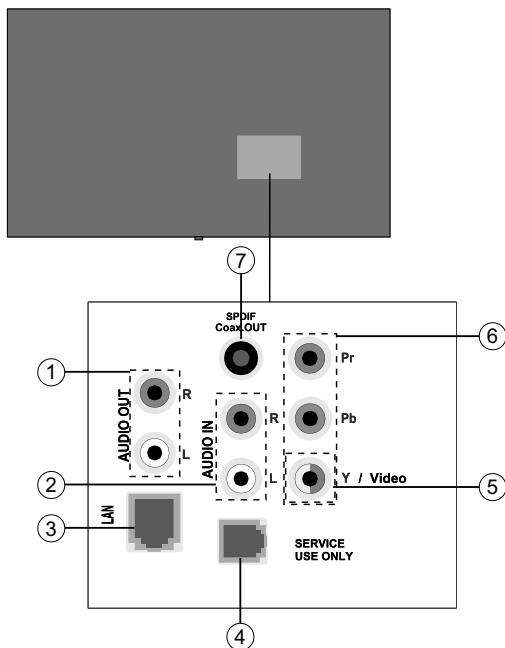 7
SPDIF
Coax.OUT
6
1
Pr
AUDIO OUT
R
AUDIO IN
R
Pb
L
2
L
Y / Video
5
3
LAN
SERVICE
USE ONLY
4